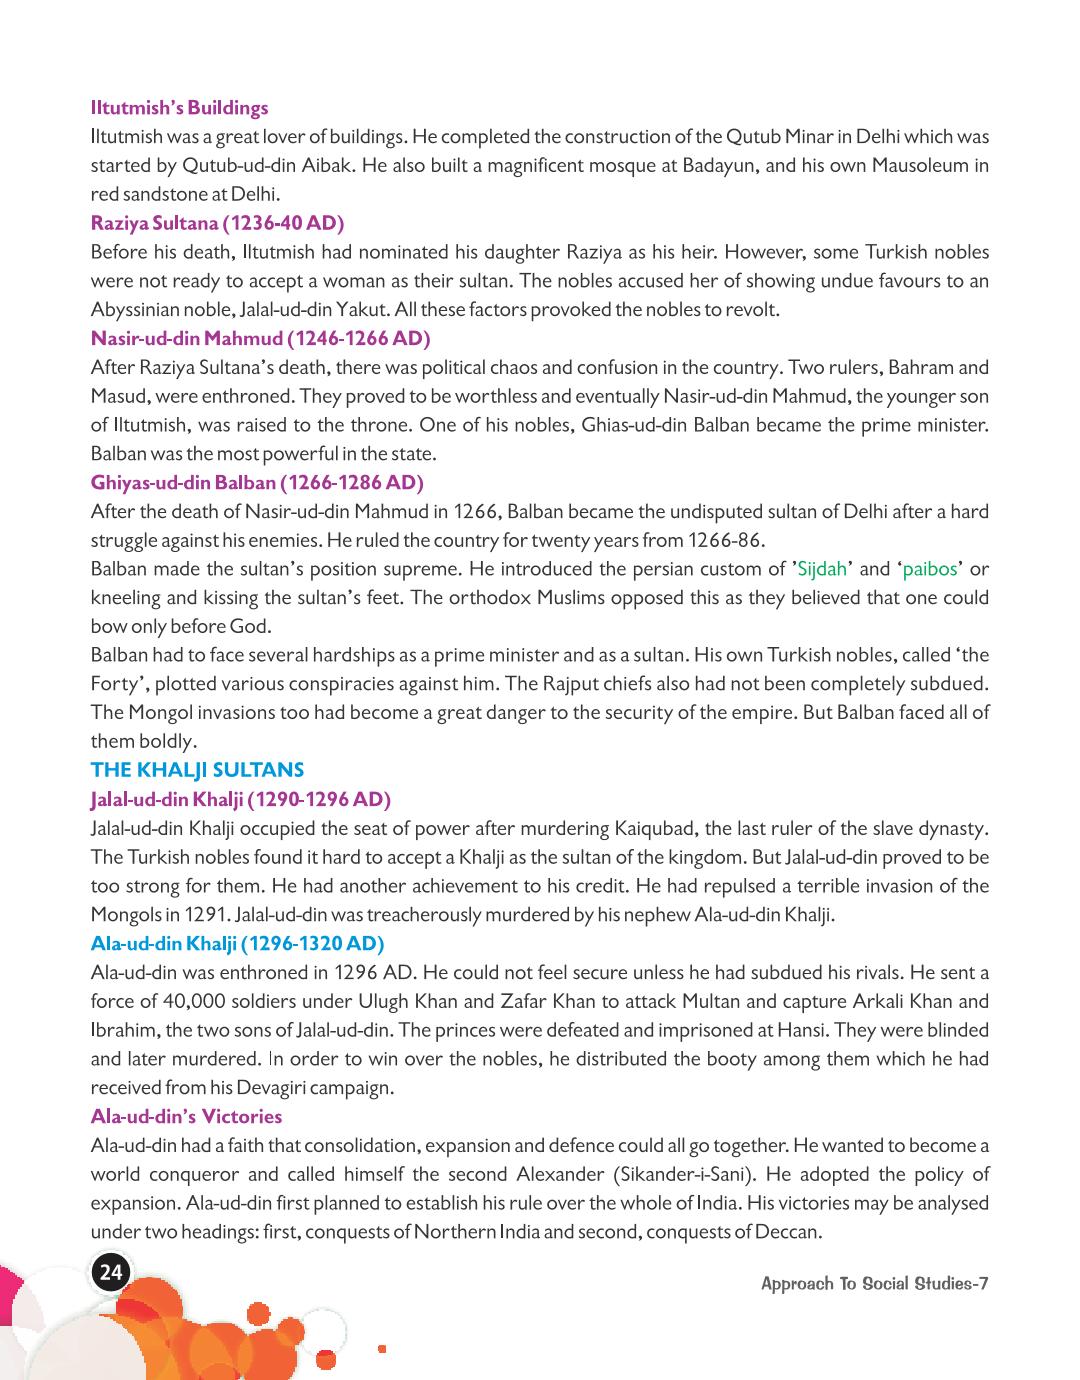 Iltutmish's Buildings
Iltutmish was a great lover of buildings. He completed the construction of the Qutub Minar in Delhi which was
started by Qutub-ud-din Aibak. He also built a magnificent mosque at Badayun, and his own Mausoleum in
red sandstone at Delhi.
Raziya Sultana (1236-40 AD)
Before his death, Iltutmish had nominated his daughter Raziya as his heir. However, some Turkish nobles
were not ready to accept a woman as their sultan. The nobles accused her of showing undue favours to an
Abyssinian noble, Jalal-ud-din Yakut. All these factors provoked the nobles to revolt.
Nasir-ud-din Mahmud (1246-1266 AD)
After Raziya Sultana's death, there was political chaos and confusion in the country. Two rulers, Bahram and
Masud, were enthroned. They proved to be worthless and eventually Nasir-ud-din Mahmud, the younger son
of Iltutmish, was raised to the throne. One of his nobles, Ghias-ud-din Balban became the prime minister.
Balban was the most powerful in the state.
Ghiyas-ud-din Balban (1266-1286 AD)
After the death of Nasir-ud-din Mahmud in 1266, Balban became the undisputed sultan of Delhi after a hard
struggle against his enemies. He ruled the country for twenty years from 1266-86.
Balban made the sultan's position supreme. He introduced the persian custom of ’Sijdah’ and ‘paibos’ or
kneeling and kissing the sultan's feet. The orthodox Muslims opposed this as they believed that one could
bow only before God.
Balban had to face several hardships as a prime minister and as a sultan. His own Turkish nobles, called ‘the
Forty’, plotted various conspiracies against him. The Rajput chiefs also had not been completely subdued.
The Mongol invasions too had become a great danger to the security of the empire. But Balban faced all of
them boldly.
THE KHALJI SULTANS
Jalal-ud-din Khalji (1290-1296 AD)
Jalal-ud-din Khalji occupied the seat of power after murdering Kaiqubad, the last ruler of the slave dynasty.
The Turkish nobles found it hard to accept a Khalji as the sultan of the kingdom. But Jalal-ud-din proved to be
too strong for them. He had another achievement to his credit. He had repulsed a terrible invasion of the
Mongols in 1291. Jalal-ud-din was treacherously murdered by his nephew Ala-ud-din Khalji.
Ala-ud-din Khalji (1296-1320 AD)
Ala-ud-din was enthroned in 1296 AD. He could not feel secure unless he had subdued his rivals. He sent a
force of 40,000 soldiers under Ulugh Khan and Zafar Khan to attack Multan and capture Arkali Khan and
Ibrahim, the two sons of Jalal-ud-din. The princes were defeated and imprisoned at Hansi. They were blinded
and later murdered. In order to win over the nobles, he distributed the booty among them which he had
received from his Devagiri campaign.
Ala-ud-din's Victories
Ala-ud-din had a faith that consolidation, expansion and defence could all go together. He wanted to become a
world conqueror and called himself the second Alexander (Sikander-i-Sani). He adopted the policy of
expansion. Ala-ud-din first planned to establish his rule over the whole of India. His victories may be analysed
under two headings: first, conquests of Northern India and second, conquests of Deccan.
24
Approach To Social Studies-7